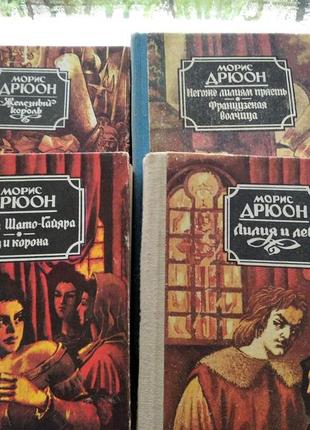 МОРИС
ДРЮОН
Железный
король
МОРИС
ДРЮОН
Негоже лилиям прясть
Французская
волчица
МОРИС
ДРЮОН
Шато-Гайяра
и корона
МОРИС
ДРЮОН
Лилия и